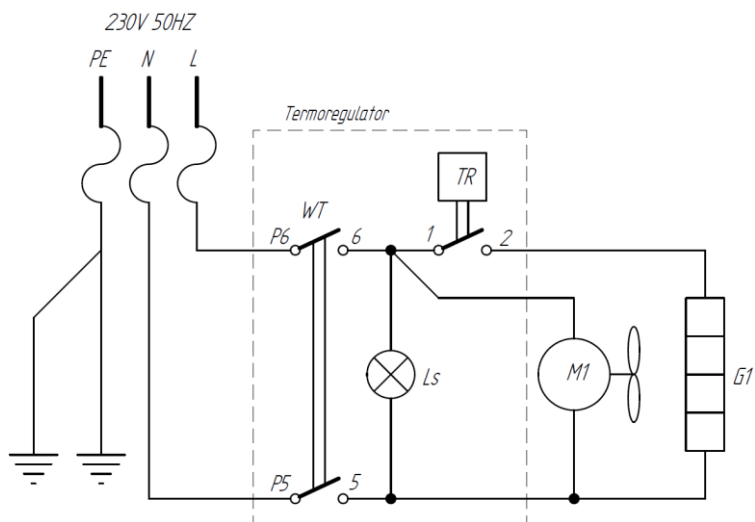 230V 50HZ
PE N L
Termoregulator
TR
WT
P6 6 1 2
Ls M1 G1
P5 5